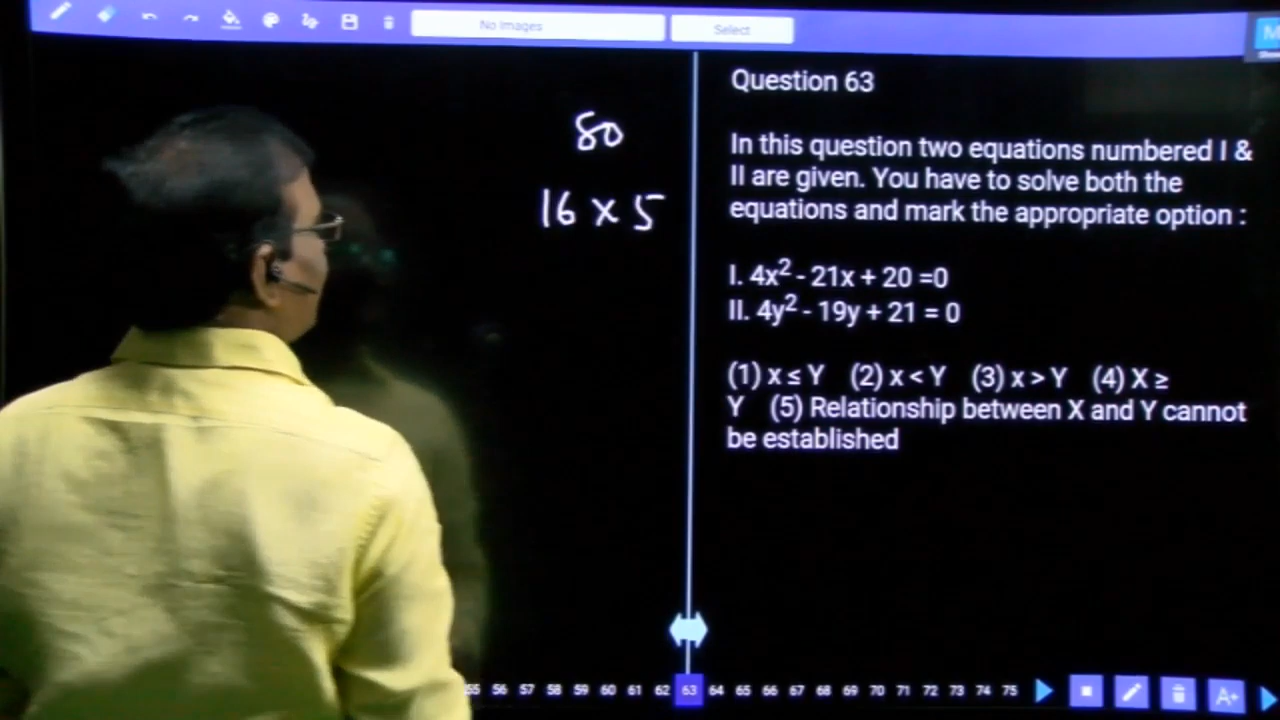 No Images
Select
80
16 x 5
Question 63
In this question two equations numbered I &
II are given. You have to solve both the
equations and mark the appropriate option :
I. 4x² - 21x + 20 =0
II. 4y² - 19y + 21 = 0
(1) x ≤ Y (2) x < Y (3) x > Y (4) X ≥
Y (5) Relationship between X and Y cannot
be established
55 56 57 58 59 60 61 62 63 64 65 66 67 68 69 70 71 72 73 74 75
A+